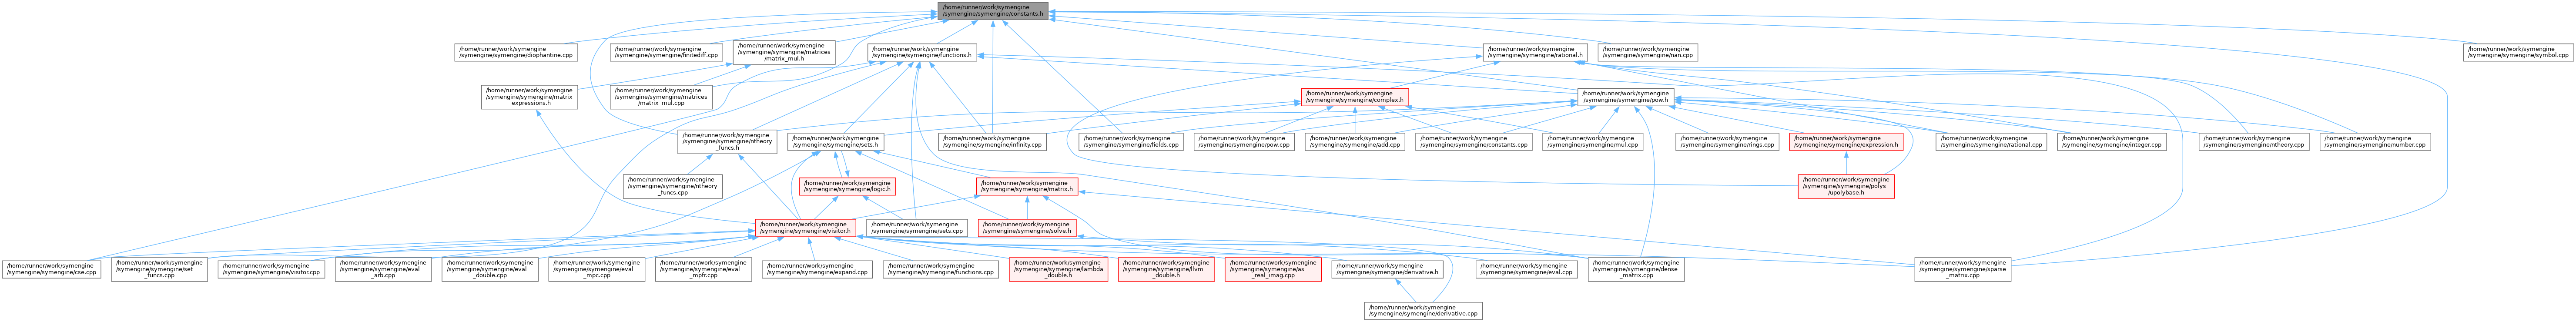 /home/runner/work/symengine
/symengine/symengine/constants.h
/home/runner/work/symengine
/symengine/symengine/diophantine.cpp
/home/runner/work/symengine
/symengine/symengine/finitediff.cpp
/home/runner/work/symengine
/symengine/symengine/matrices
/matrix_mul.h
/home/runner/work/symengine
/symengine/symengine/functions.h
/home/runner/work/symengine
/symengine/symengine/rational.h
/home/runner/work/symengine
/symengine/symengine/nan.cpp
/home/runner/work/symengine
/symengine/symengine/symbol.cpp
/home/runner/work/symengine
/symengine/symengine/matrix
_expressions.h
/home/runner/work/symengine
/symengine/symengine/matrices
/matrix_mul.cpp
/home/runner/work/symengine
/symengine/symengine/complex.h
/home/runner/work/symengine
/symengine/symengine/pow.h
/home/runner/work/symengine
/symengine/symengine/ntheory
_funcs.h
/home/runner/work/symengine
/symengine/symengine/sets.h
/home/runner/work/symengine
/symengine/symengine/infinity.cpp
/home/runner/work/symengine
/symengine/symengine/fields.cpp
/home/runner/work/symengine
/symengine/symengine/pow.cpp
/home/runner/work/symengine
/symengine/symengine/add.cpp
/home/runner/work/symengine
/symengine/symengine/constants.cpp
/home/runner/work/symengine
/symengine/symengine/mul.cpp
/home/runner/work/symengine
/symengine/symengine/rings.cpp
/home/runner/work/symengine
/symengine/symengine/expression.h
/home/runner/work/symengine
/symengine/symengine/rational.cpp
/home/runner/work/symengine
/symengine/symengine/integer.cpp
/home/runner/work/symengine
/symengine/symengine/ntheory.cpp
/home/runner/work/symengine
/symengine/symengine/number.cpp
/home/runner/work/symengine
/symengine/symengine/ntheory
_funcs.cpp
/home/runner/work/symengine
/symengine/symengine/logic.h
/home/runner/work/symengine
/symengine/symengine/matrix.h
/home/runner/work/symengine
/symengine/symengine/polys
/upolybase.h
/home/runner/work/symengine
/symengine/symengine/visitor.h
/home/runner/work/symengine
/symengine/symengine/sets.cpp
/home/runner/work/symengine
/symengine/symengine/solve.h
/home/runner/work/symengine
/symengine/symengine/cse.cpp
/home/runner/work/symengine
/symengine/symengine/set
_funcs.cpp
/home/runner/work/symengine
/symengine/symengine/visitor.cpp
/home/runner/work/symengine
/symengine/symengine/eval
_arb.cpp
/home/runner/work/symengine
/symengine/symengine/eval
_double.cpp
/home/runner/work/symengine
/symengine/symengine/eval
_mpc.cpp
/home/runner/work/symengine
/symengine/symengine/eval
_mpfr.cpp
/home/runner/work/symengine
/symengine/symengine/expand.cpp
/home/runner/work/symengine
/symengine/symengine/functions.cpp
/home/runner/work/symengine
/symengine/symengine/lambda
_double.h
/home/runner/work/symengine
/symengine/symengine/llvm
_double.h
/home/runner/work/symengine
/symengine/symengine/as
_real_imag.cpp
/home/runner/work/symengine
/symengine/symengine/derivative.h
/home/runner/work/symengine
/symengine/symengine/eval.cpp
/home/runner/work/symengine
/symengine/symengine/dense
_matrix.cpp
/home/runner/work/symengine
/symengine/symengine/sparse
_matrix.cpp
/home/runner/work/symengine
/symengine/symengine/derivative.cpp